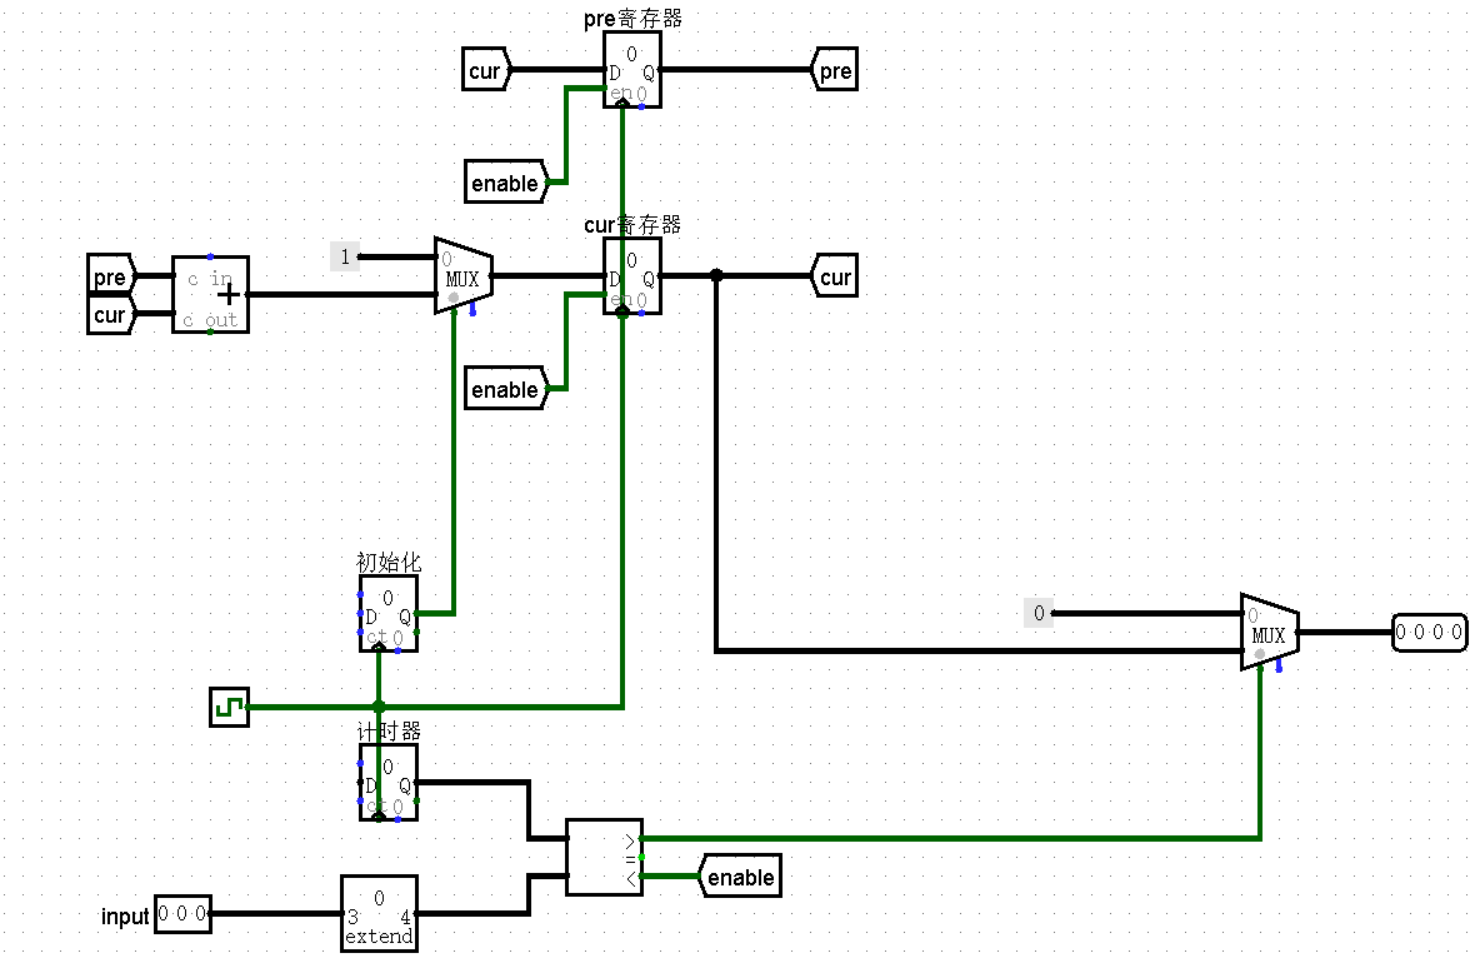 pre寄存器
cur
0
D Q
en 0
pre
enable
cur寄存器
pre
cur
c in
+
c out
1
0
MUX
0
D Q
en 0
cur
enable
初始化
0
D Q
ct 0
0
0
MUX
0 0 0 0
计时器
0
D Q
ct 0
>
=
<
enable
input
0 0 0
0
3 4
extend